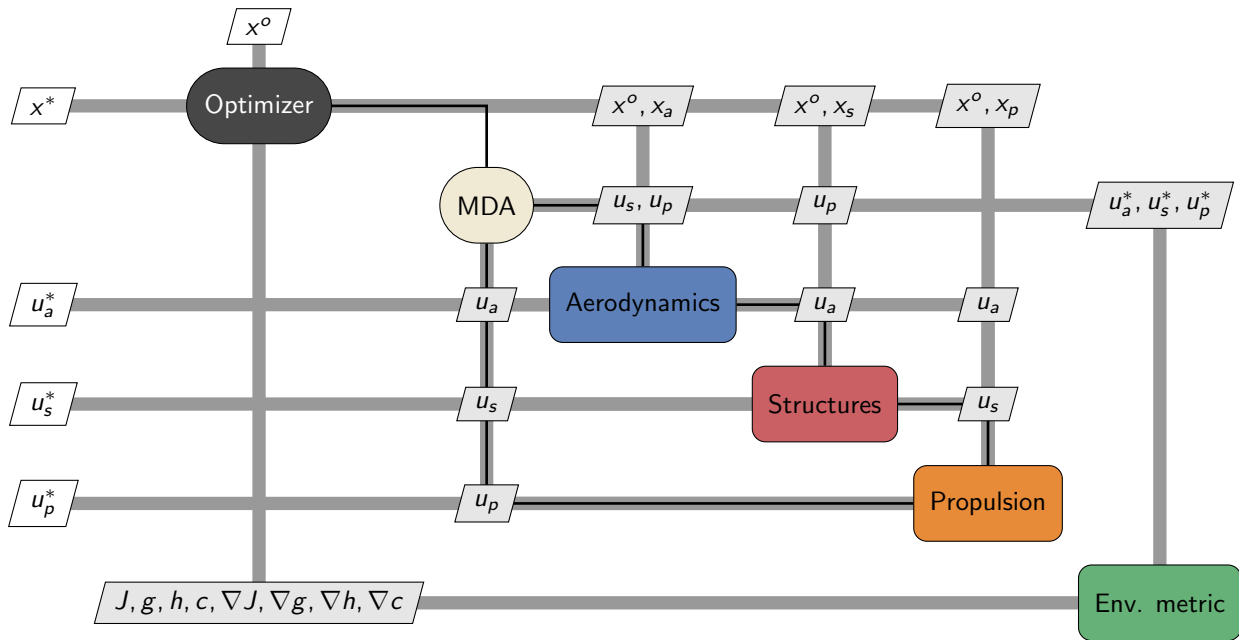 x^o
x^* Optimizer x^o, x_a x^o, x_s x^o, x_p
MDA u_s, u_p u_p u_a^*, u_s^*, u_p^*
u_a^* u_a Aerodynamics u_a u_a
u_s^* u_s Structures u_s
u_p^* u_p Propulsion
J, g, h, c, ∇J, ∇g, ∇h, ∇c Env. metric